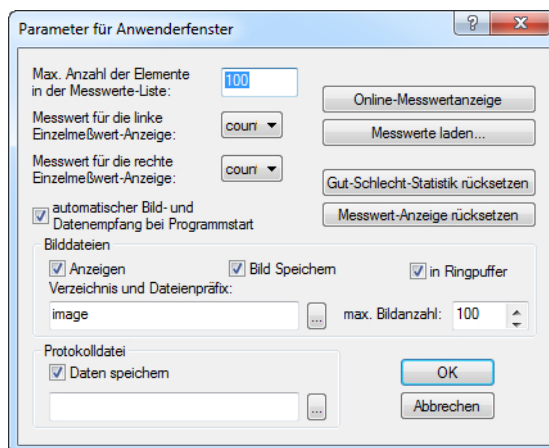 Parameter für Anwenderfenster
Max. Anzahl der Elemente
in der Messwerte-Liste:
100
Online-Messwertanzeige
Messwert für die linke
Einzelmeßwert-Anzeige:
coun
Messwerte laden...
Messwert für die rechte
Einzelmeßwert-Anzeige:
coun
Gut-Schlecht-Statistik rücksetzen
automatischer Bild- und
Datenempfang bei Programmstart
Messwert-Anzeige rücksetzen
Bilddateien
Anzeigen
Bild Speichern
in Ringpuffer
Verzeichnis und Dateienpräfix:
image
...
max. Bildanzahl:
100
Protokolldatei
Daten speichern
...
OK
Abbrechen